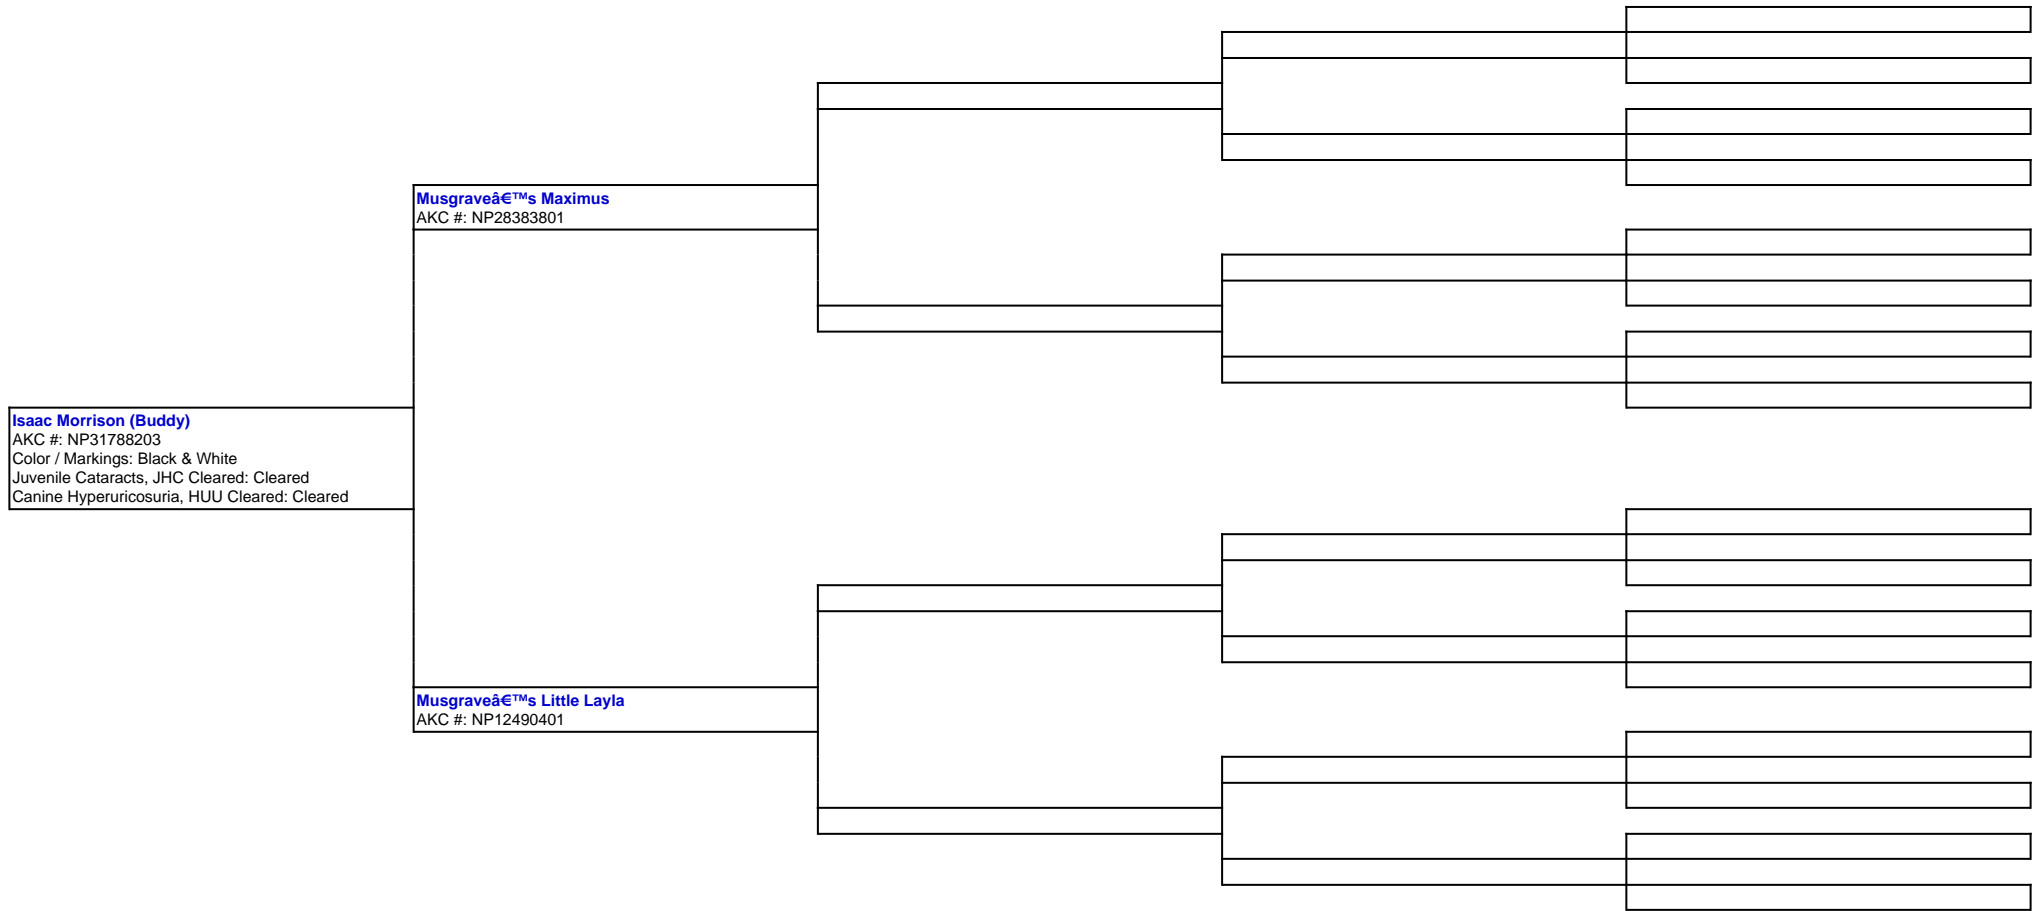 Musgraveâ€™s Maximus
AKC #: NP28383801
Isaac Morrison (Buddy)
AKC #: NP31788203
Color / Markings: Black & White
Juvenile Cataracts, JHC Cleared: Cleared
Canine Hyperuricosuria, HUU Cleared: Cleared
Musgraveâ€™s Little Layla
AKC #: NP12490401